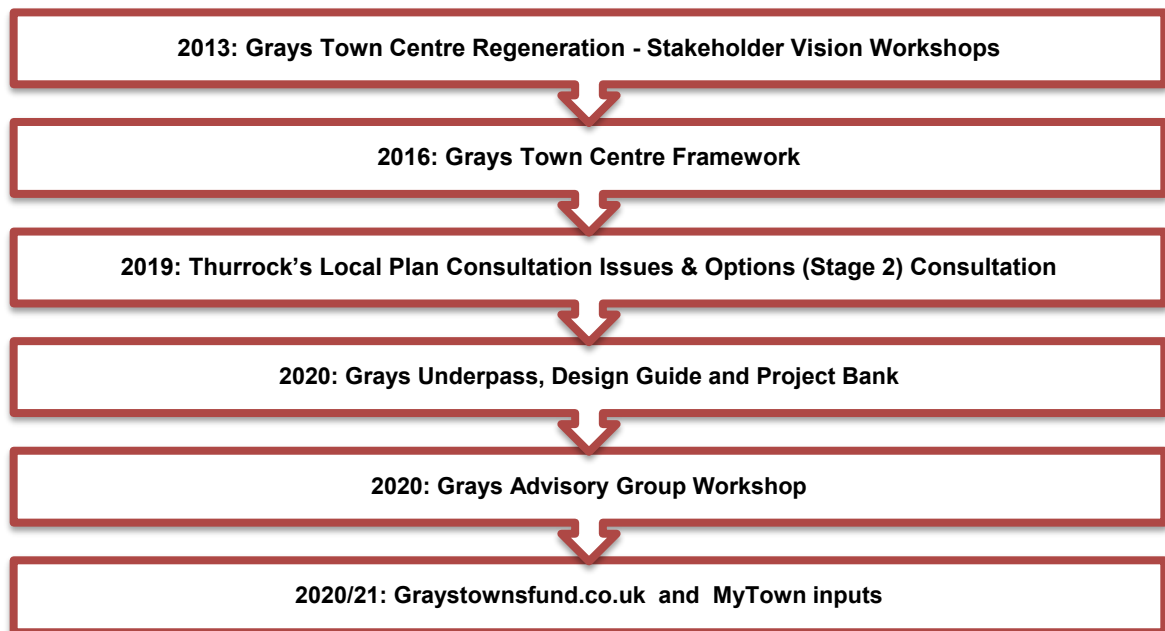 2013: Grays Town Centre Regeneration - Stakeholder Vision Workshops
2016: Grays Town Centre Framework
2019: Thurrock’s Local Plan Consultation Issues & Options (Stage 2) Consultation
2020: Grays Underpass, Design Guide and Project Bank
2020: Grays Advisory Group Workshop
2020/21: Graystownsfund.co.uk and MyTown inputs